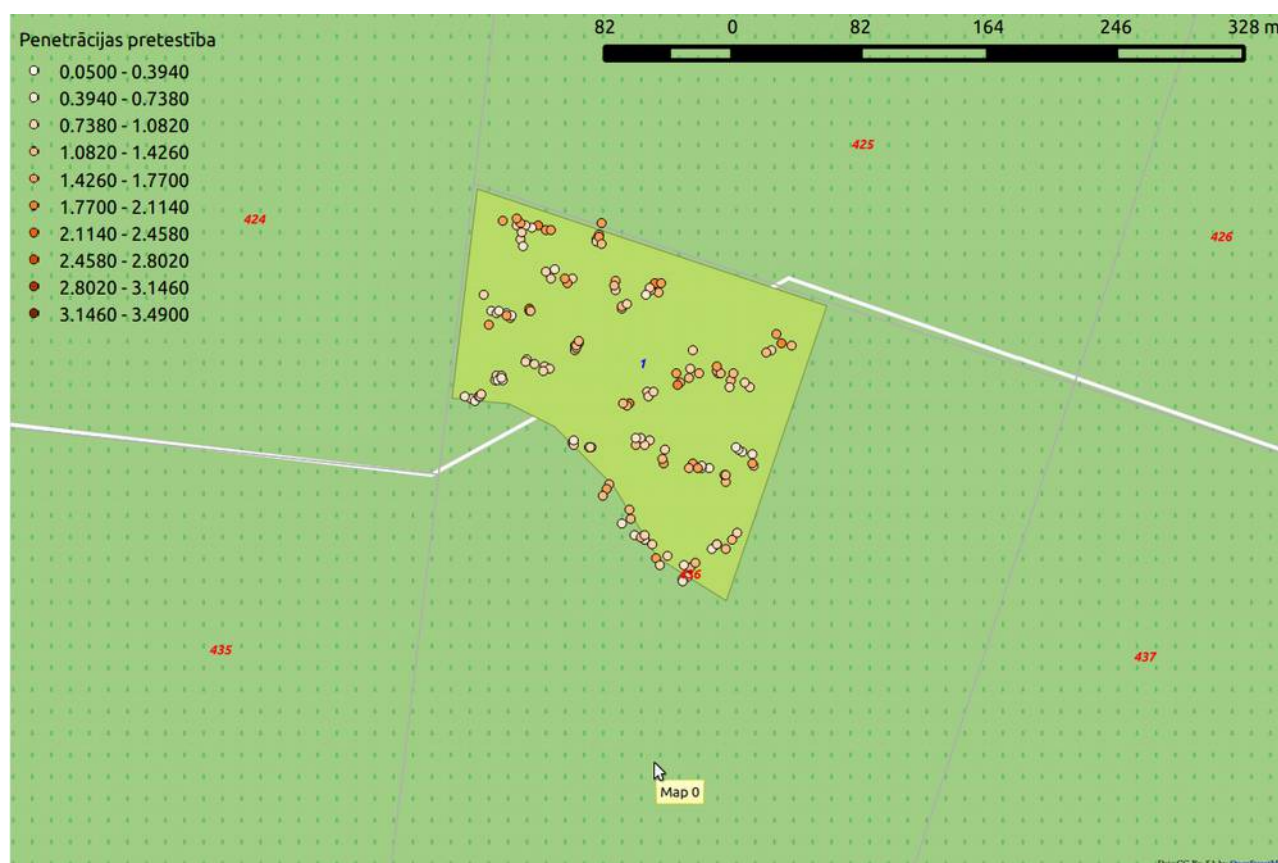 Penetrācijas pretestība
0.0500 - 0.3940
0.3940 - 0.7380
0.7380 - 1.0820
1.0820 - 1.4260
1.4260 - 1.7700
1.7700 - 2.1140
2.1140 - 2.4580
2.4580 - 2.8020
2.8020 - 3.1460
3.1460 - 3.4900
82 0 82 164 246 328 m
425
424
426
1
436
435
437
Map 0